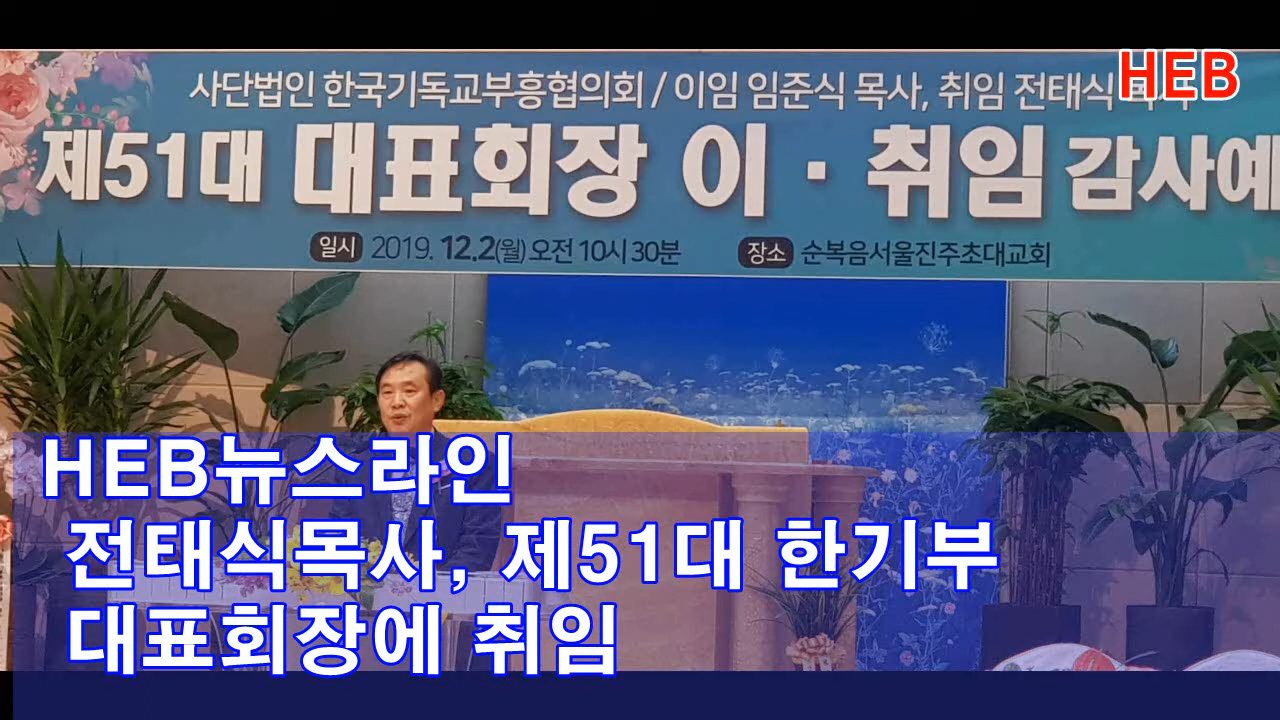 HEB
사단법인 한국기독교부흥협의회 / 이임 임준식 목사, 취임 전태식
제51대 대표회장 이 · 취임 감사예
일시 2019. 12.2(월) 오전 10시 30분 장소 순복음서울진주초대교회
HEB뉴스라인
전태식목사, 제51대 한기부
대표회장에 취임